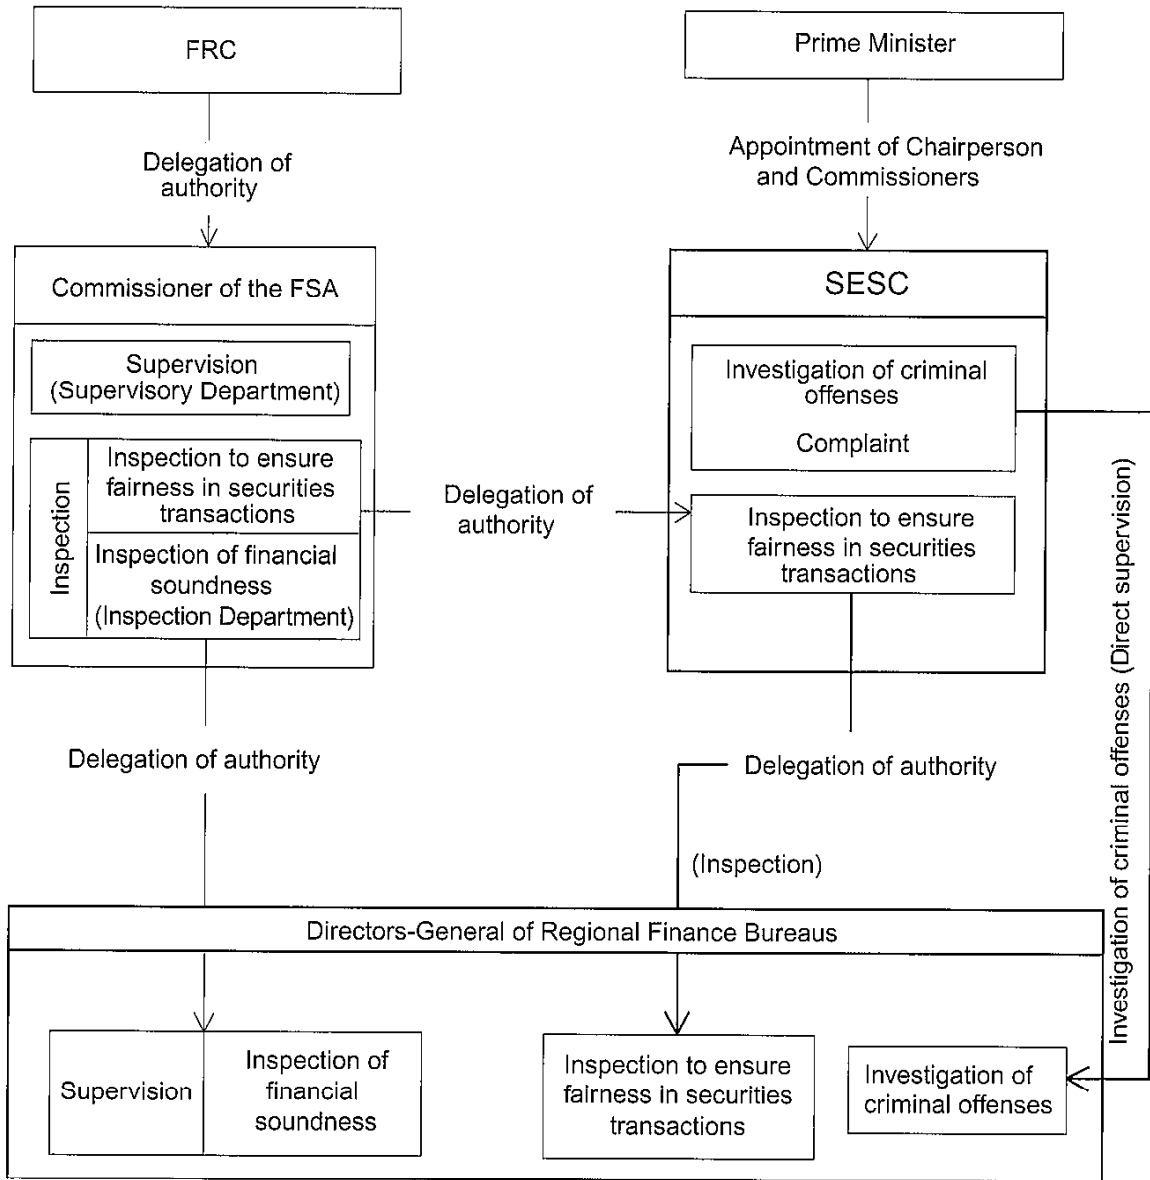 FRC
Prime Minister
Delegation of
authority
Appointment of Chairperson
and Commissioners
Commissioner of the FSA
Supervision
(Supervisory Department)
Inspection
Inspection to ensure
fairness in securities
transactions
Inspection of financial
soundness
(Inspection Department)
Delegation of
authority
SESC
Investigation of criminal
offenses
Complaint
Inspection to ensure
fairness in securities
transactions
Investigation of criminal offenses (Direct supervision)
Delegation of authority
Delegation of authority
(Inspection)
Directors-General of Regional Finance Bureaus
Supervision
Inspection of
financial
soundness
Inspection to ensure
fairness in securities
transactions
Investigation of
criminal offenses